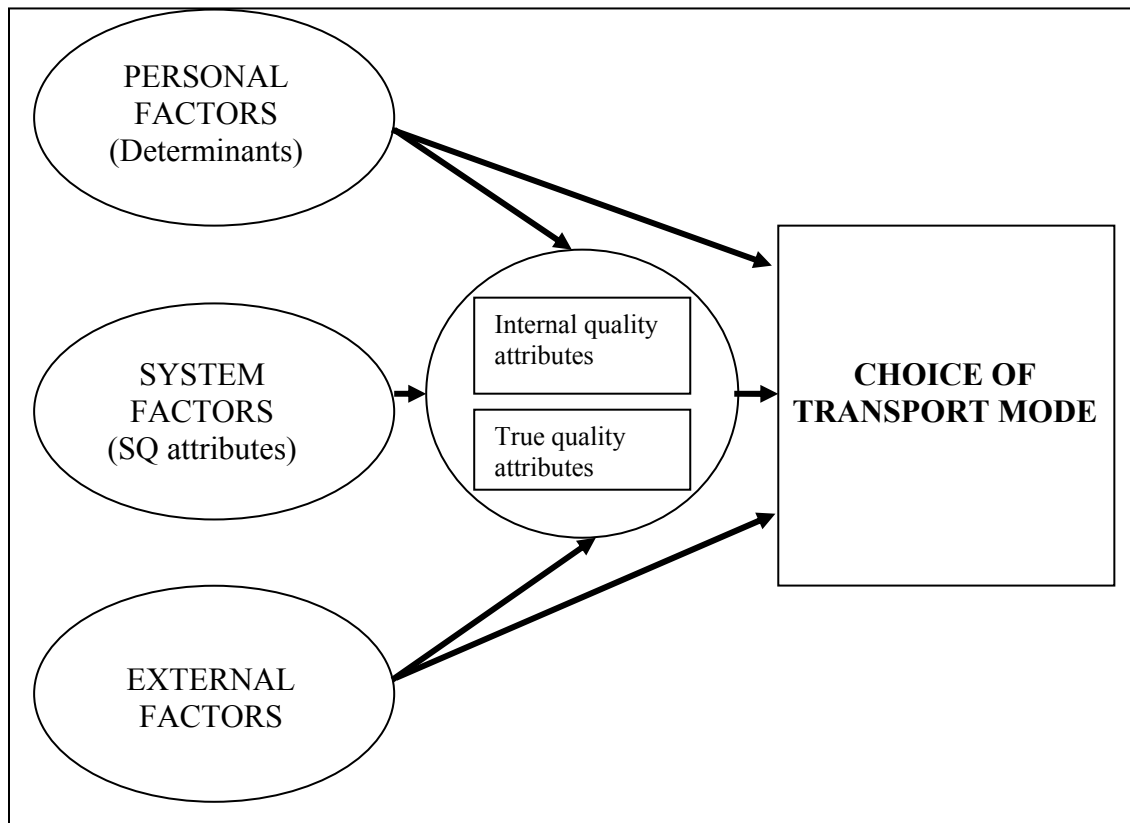 PERSONAL
FACTORS
(Determinants)
SYSTEM
FACTORS
(SQ attributes)
EXTERNAL
FACTORS
Internal quality
attributes
True quality
attributes
CHOICE OF
TRANSPORT MODE